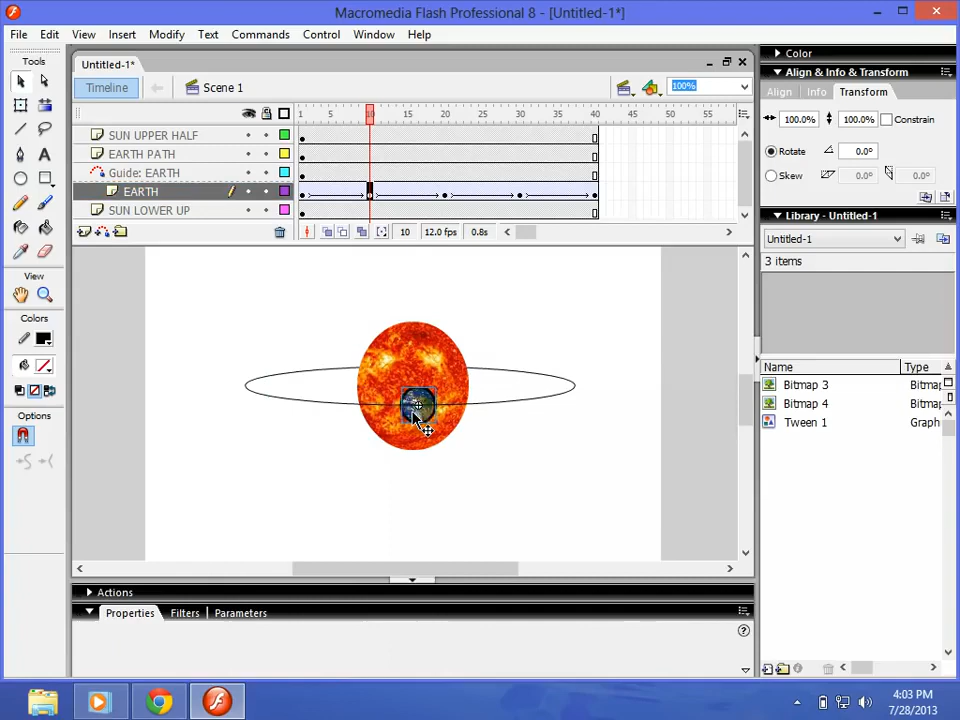 Macromedia Flash Professional 8 - [Untitled-1*]
File Edit View Insert Modify Text Commands Control Window Help
Tools
Untitled-1*
Color
Align & Info & Transform
Timeline Scene 1 100%
Align Info Transform
1 5 10 15 20 25 30 35 40 45 50 55
100.0% 100.0% Constrain
SUN UPPER HALF
EARTH PATH
Rotate 0.0°
Guide: EARTH
Skew 0.0° 0.0°
EARTH
SUN LOWER UP
Library - Untitled-1
10 12.0 fps 0.8s
Untitled-1
3 items
View
Colors
Name Kind
Bitmap 3 Bitmap
Bitmap 4 Bitmap
Tween 1 Graph
Options
Actions
Properties Filters Parameters
4:03 PM
7/28/2013